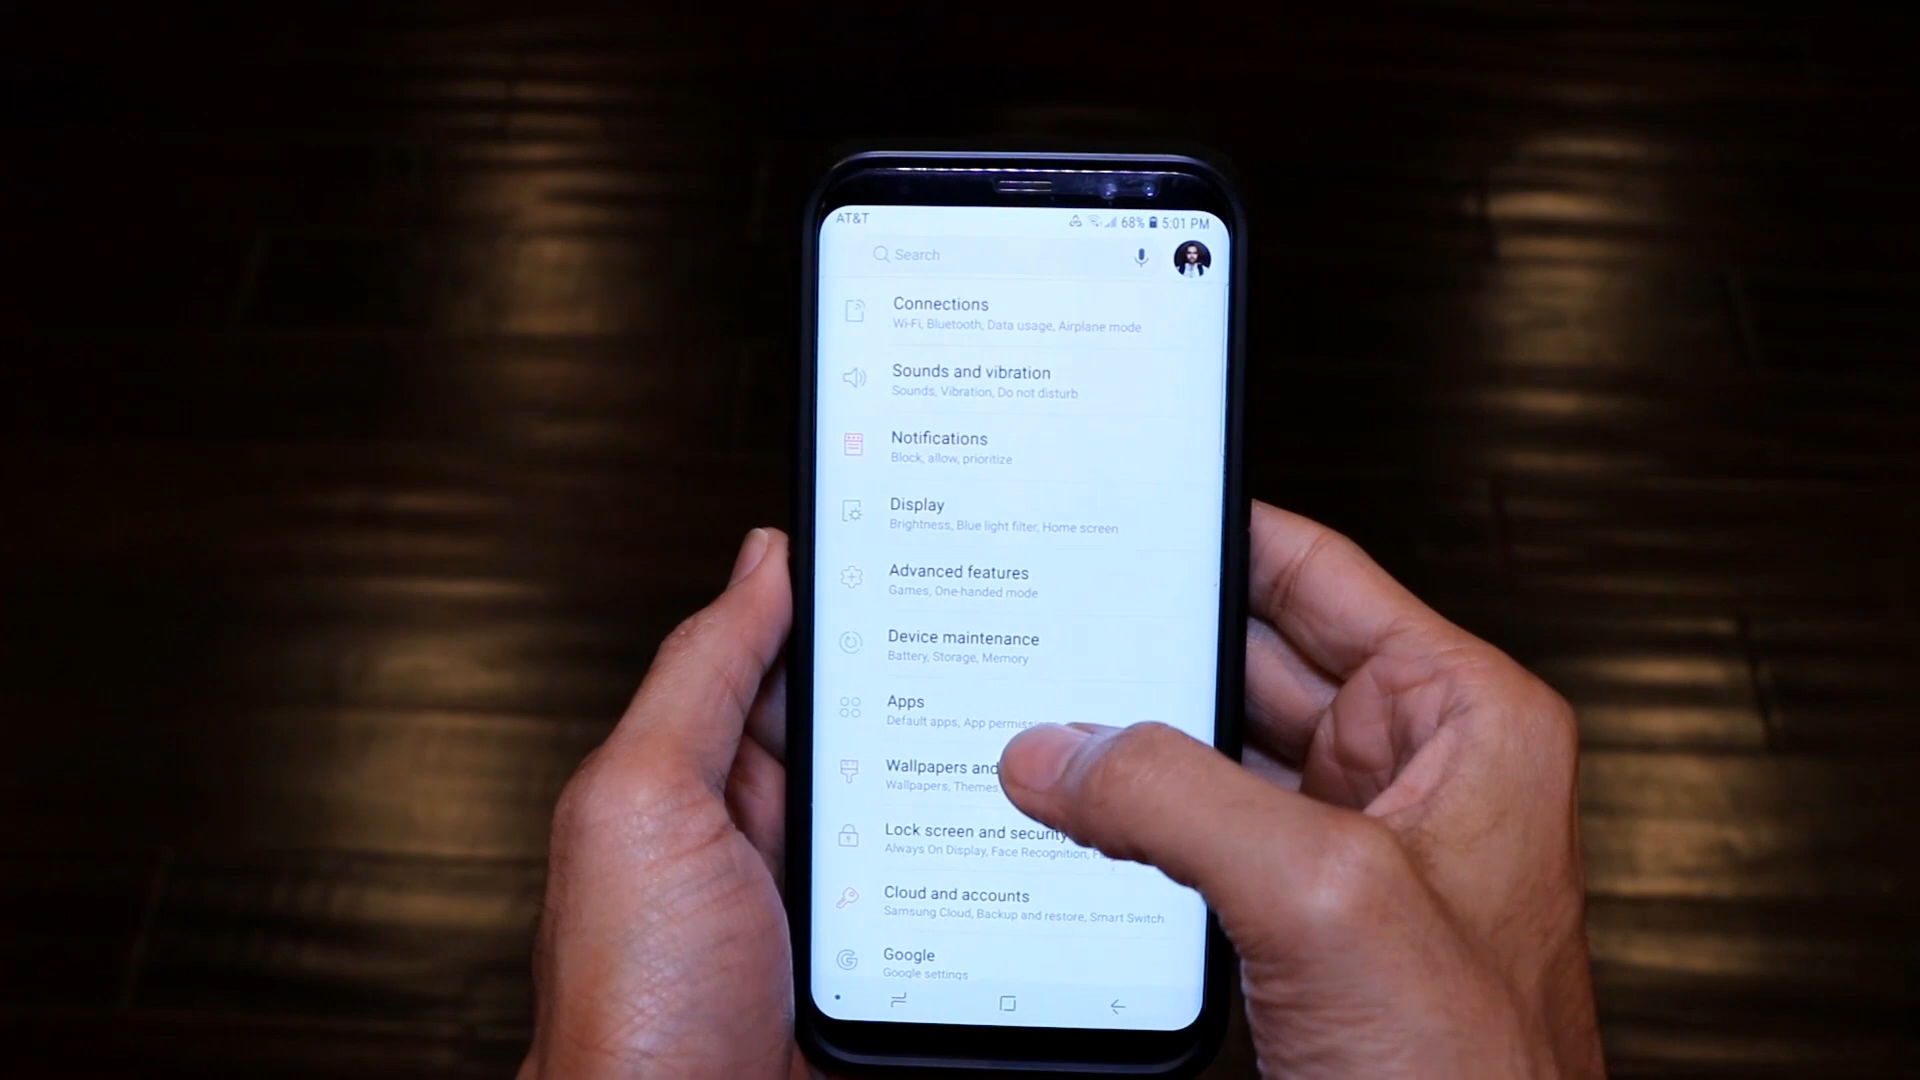 AT&T
68% 5:01 PM
Search
Connections
Wi-Fi, Bluetooth, Data usage, Airplane mode
Sounds and vibration
Sounds, Vibration, Do not disturb
Notifications
Block, allow, prioritize
Display
Brightness, Blue light filter, Home screen
Advanced features
Games, One-handed mode
Device maintenance
Battery, Storage, Memory
Apps
Default apps, App
Wallpapers and
Wallpapers, Themes
Lock screen and security
Always On Display, Face Recognition,
Cloud and accounts
Samsung Cloud, Backup and restore, Smart Switch
Google
Google settings